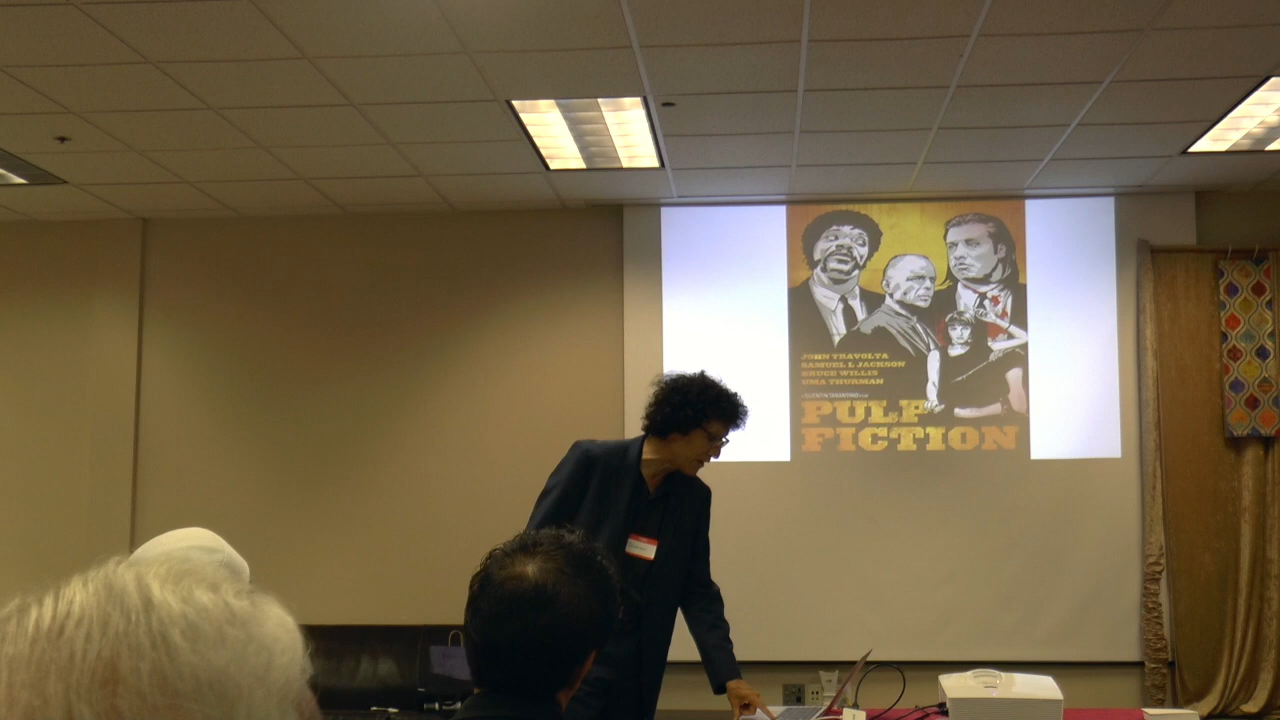 JOHN TRAVOLTA
SAMUEL L JACKSON
BRUCE WILLIS
UMA THURMAN
PULP
FICTION